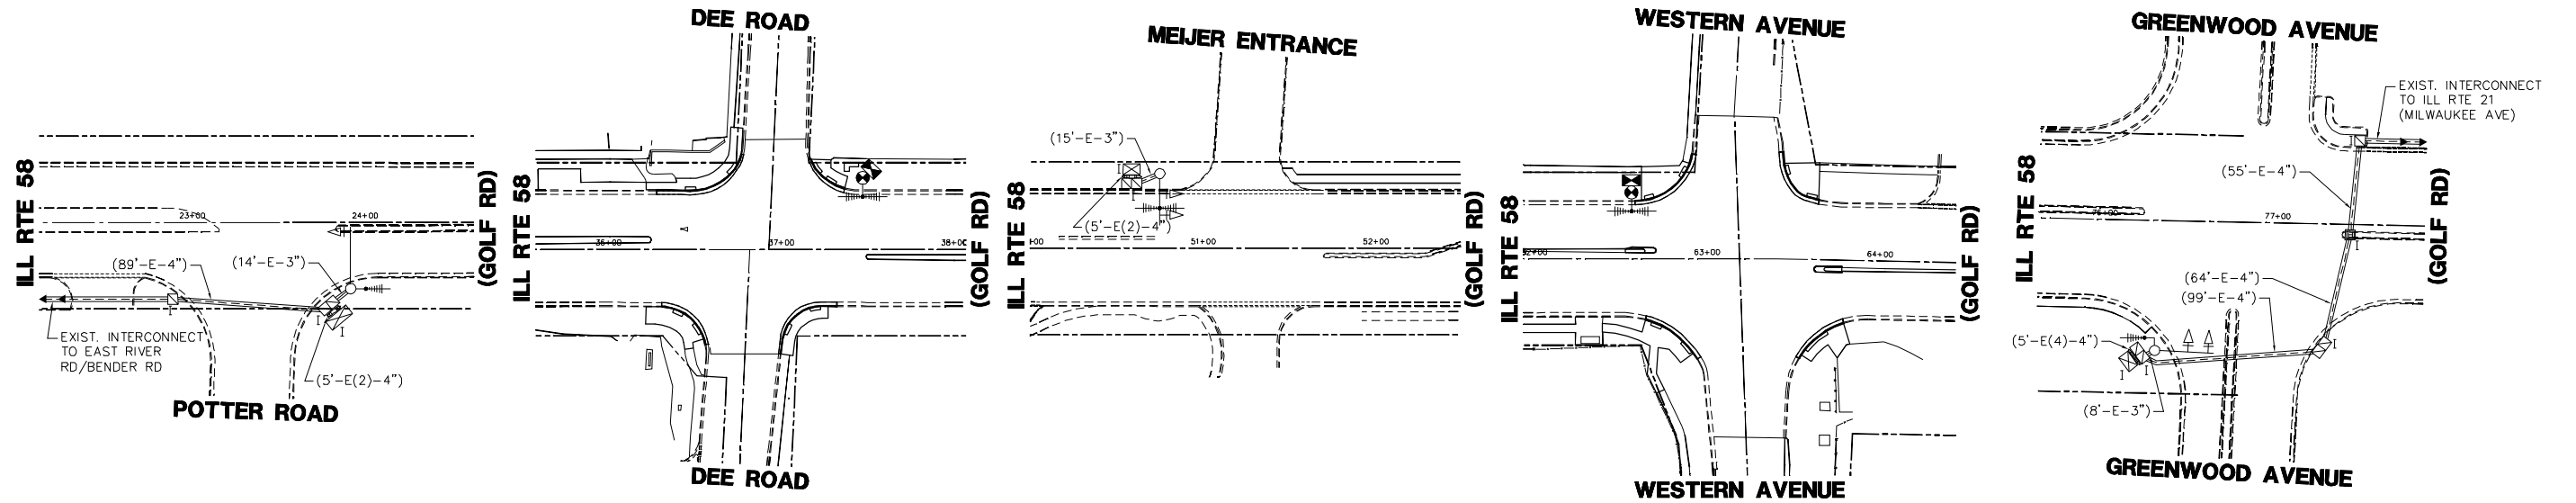 ILL RTE 58
23+00
24+00
(89'-E-4")
(14'-E-3")
EXIST. INTERCONNECT
TO EAST RIVER
RD/BENDER RD
I
I
I
(5'-E(2)-4")
POTTER ROAD
(GOLF RD)
DEE ROAD
ILL RTE 58
36+00
37+00
38+00
DEE ROAD
(GOLF RD)
MEIJER ENTRANCE
ILL RTE 58
(15'-E-3")
I
I
(5'-E(2)-4")
51+00
52+00
(GOLF RD)
WESTERN AVENUE
ILL RTE 58
63+00
64+00
WESTERN AVENUE
(GOLF RD)
GREENWOOD AVENUE
EXIST. INTERCONNECT
TO ILL RTE 21
(MILWAUKEE AVE)
ILL RTE 58
(55'-E-4")
76+00
77+00
I
(64'-E-4")
(99'-E-4")
(5'-E(4)-4")
I
I
I
(8'-E-3")
GREENWOOD AVENUE
(GOLF RD)